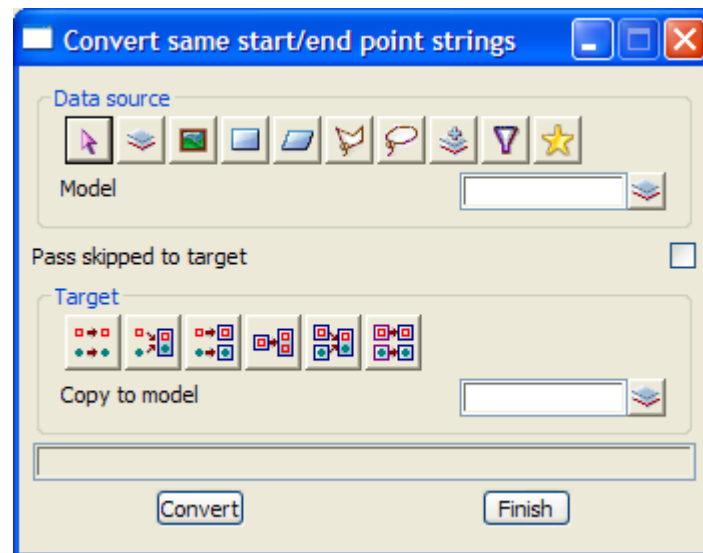 Convert same start/end point strings
Data source
Model
Pass skipped to target
Target
Copy to model
Convert Finish